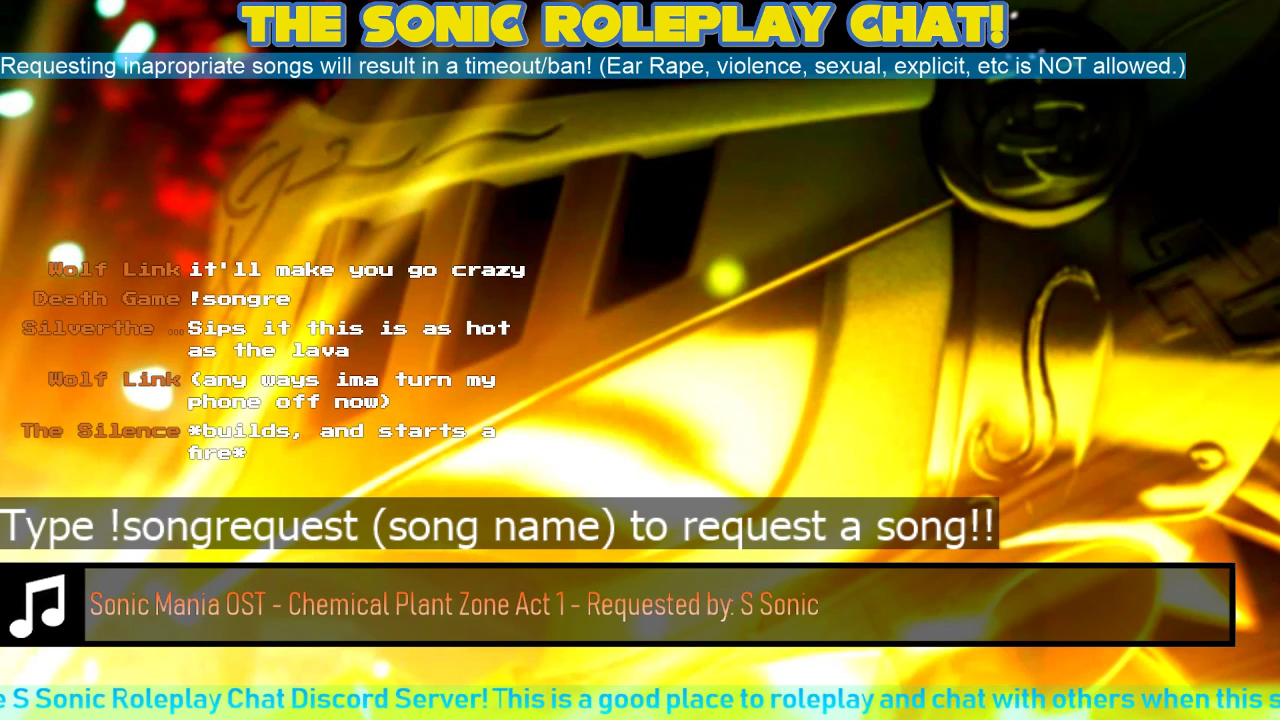 THE SONIC ROLEPLAY CHAT!
Requesting inapropriate songs will result in a timeout/ban! (Ear Rape, violence, sexual, explicit, etc is NOT allowed.)
Wolf Link it'll make you go crazy
Death Game !songre
Silverthe ... Sips it this is as hot
as the lava
Wolf Link (any ways ima turn my
phone off now)
The Silence *builds, and starts a
fire*
Type !songrequest (song name) to request a song!!
Sonic Mania OST - Chemical Plant Zone Act 1 - Requested by: S Sonic
e S Sonic Roleplay Chat Discord Server! This is a good place to roleplay and chat with others when this s